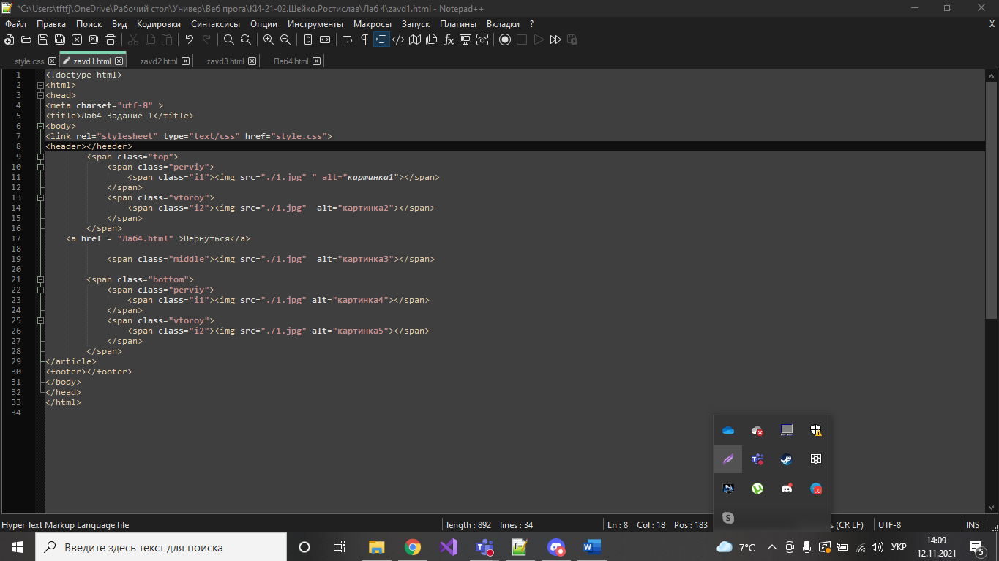 *C:\Users\tftfj\OneDrive\Рабочий стол\Универ\Веб прога\КИ-21-02.Шейко.Ростислав\Лаб 4\zavd1.html - Notepad++
Файл Правка Поиск Вид Кодировки Синтаксисы Опции Инструменты Макросы Запуск Плагины Вкладки ? X
style.css zavd1.html zavd2.html zavd3.html Лаб4.html
1 <!doctype html>
2 <html>
3 <head>
4 <meta charset="utf-8" >
5 <title>Лаб4 Задание 1</title>
6 <body>
7 <link rel="stylesheet" type="text/css" href="style.css">
8 <header></header>
9 <span class="top">
10 <span class="perviy">
11 <span class="i1"><img src="./1.jpg" " alt="картинка1"></span>
12 </span>
13 <span class="vtoroy">
14 <span class="i2"><img src="./1.jpg"  alt="картинка2"></span>
15 </span>
16 </span>
17 <a href = "Лаб4.html" >Вернуться</a>
18
19 <span class="middle"><img src="./1.jpg"  alt="картинка3"></span>
20
21 <span class="bottom">
22 <span class="perviy">
23 <span class="i1"><img src="./1.jpg" alt="картинка4"></span>
24 </span>
25 <span class="vtoroy">
26 <span class="i2"><img src="./1.jpg" alt="картинка5"></span>
27 </span>
28 </span>
29 </article>
30 <footer></footer>
31 </body>
32 </head>
33 </html>
34
Hyper Text Markup Language file length : 892 lines : 34 Ln : 8 Col : 18 Pos : 183 s (CR LF) UTF-8 INS
Введите здесь текст для поиска 7°C УКР 14:09
12.11.2021 5